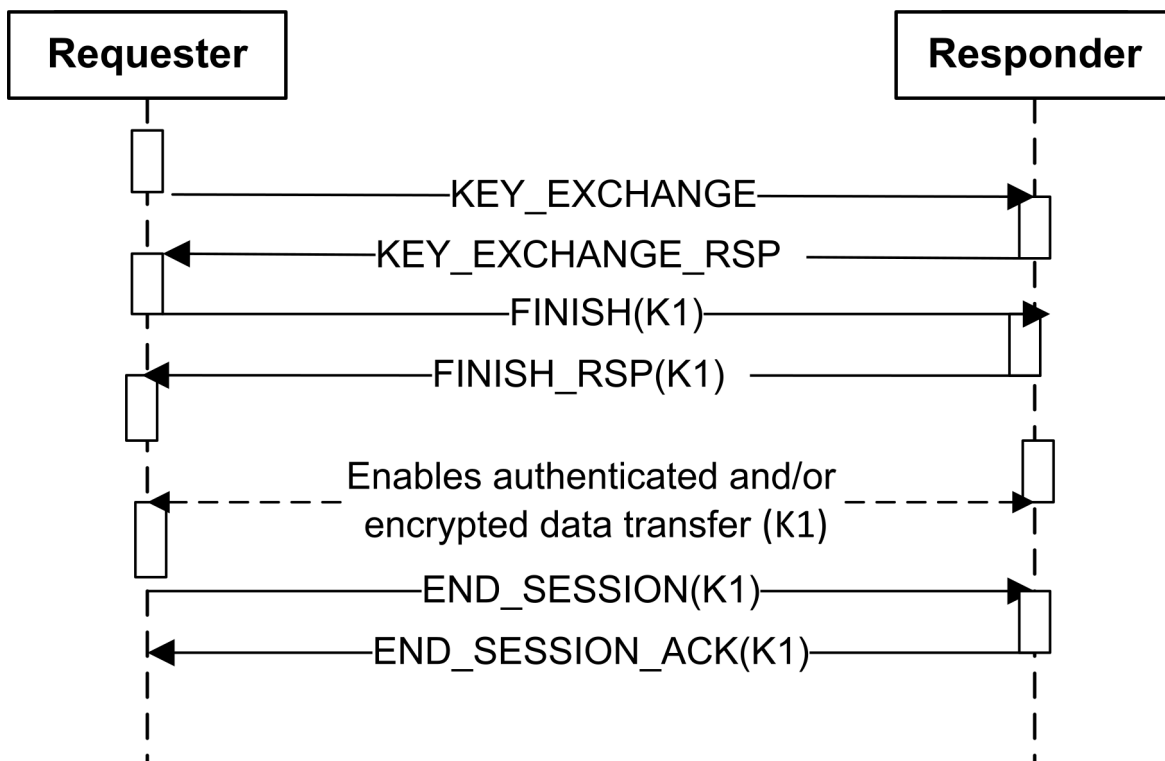 Requester
Responder
KEY_EXCHANGE
KEY_EXCHANGE_RSP
FINISH(K1)
FINISH_RSP(K1)
Enables authenticated and/or
encrypted data transfer (K1)
END_SESSION(K1)
END_SESSION_ACK(K1)